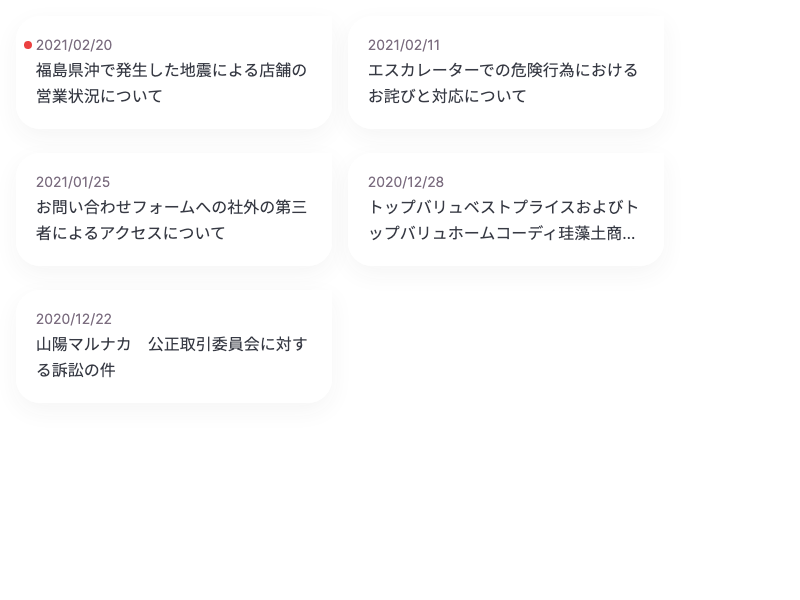 2021/02/20
福島県沖で発生した地震による店舗の
営業状況について
2021/02/11
エスカレーターでの危険行為における
お詫びと対応について
2021/01/25
お問い合わせフォームへの社外の第三
者によるアクセスについて
2020/12/28
トップバリュベストプライスおよびト
ップバリュホームコーディ珪藻土商...
2020/12/22
山陽マルナカ　公正取引委員会に対す
る訴訟の件